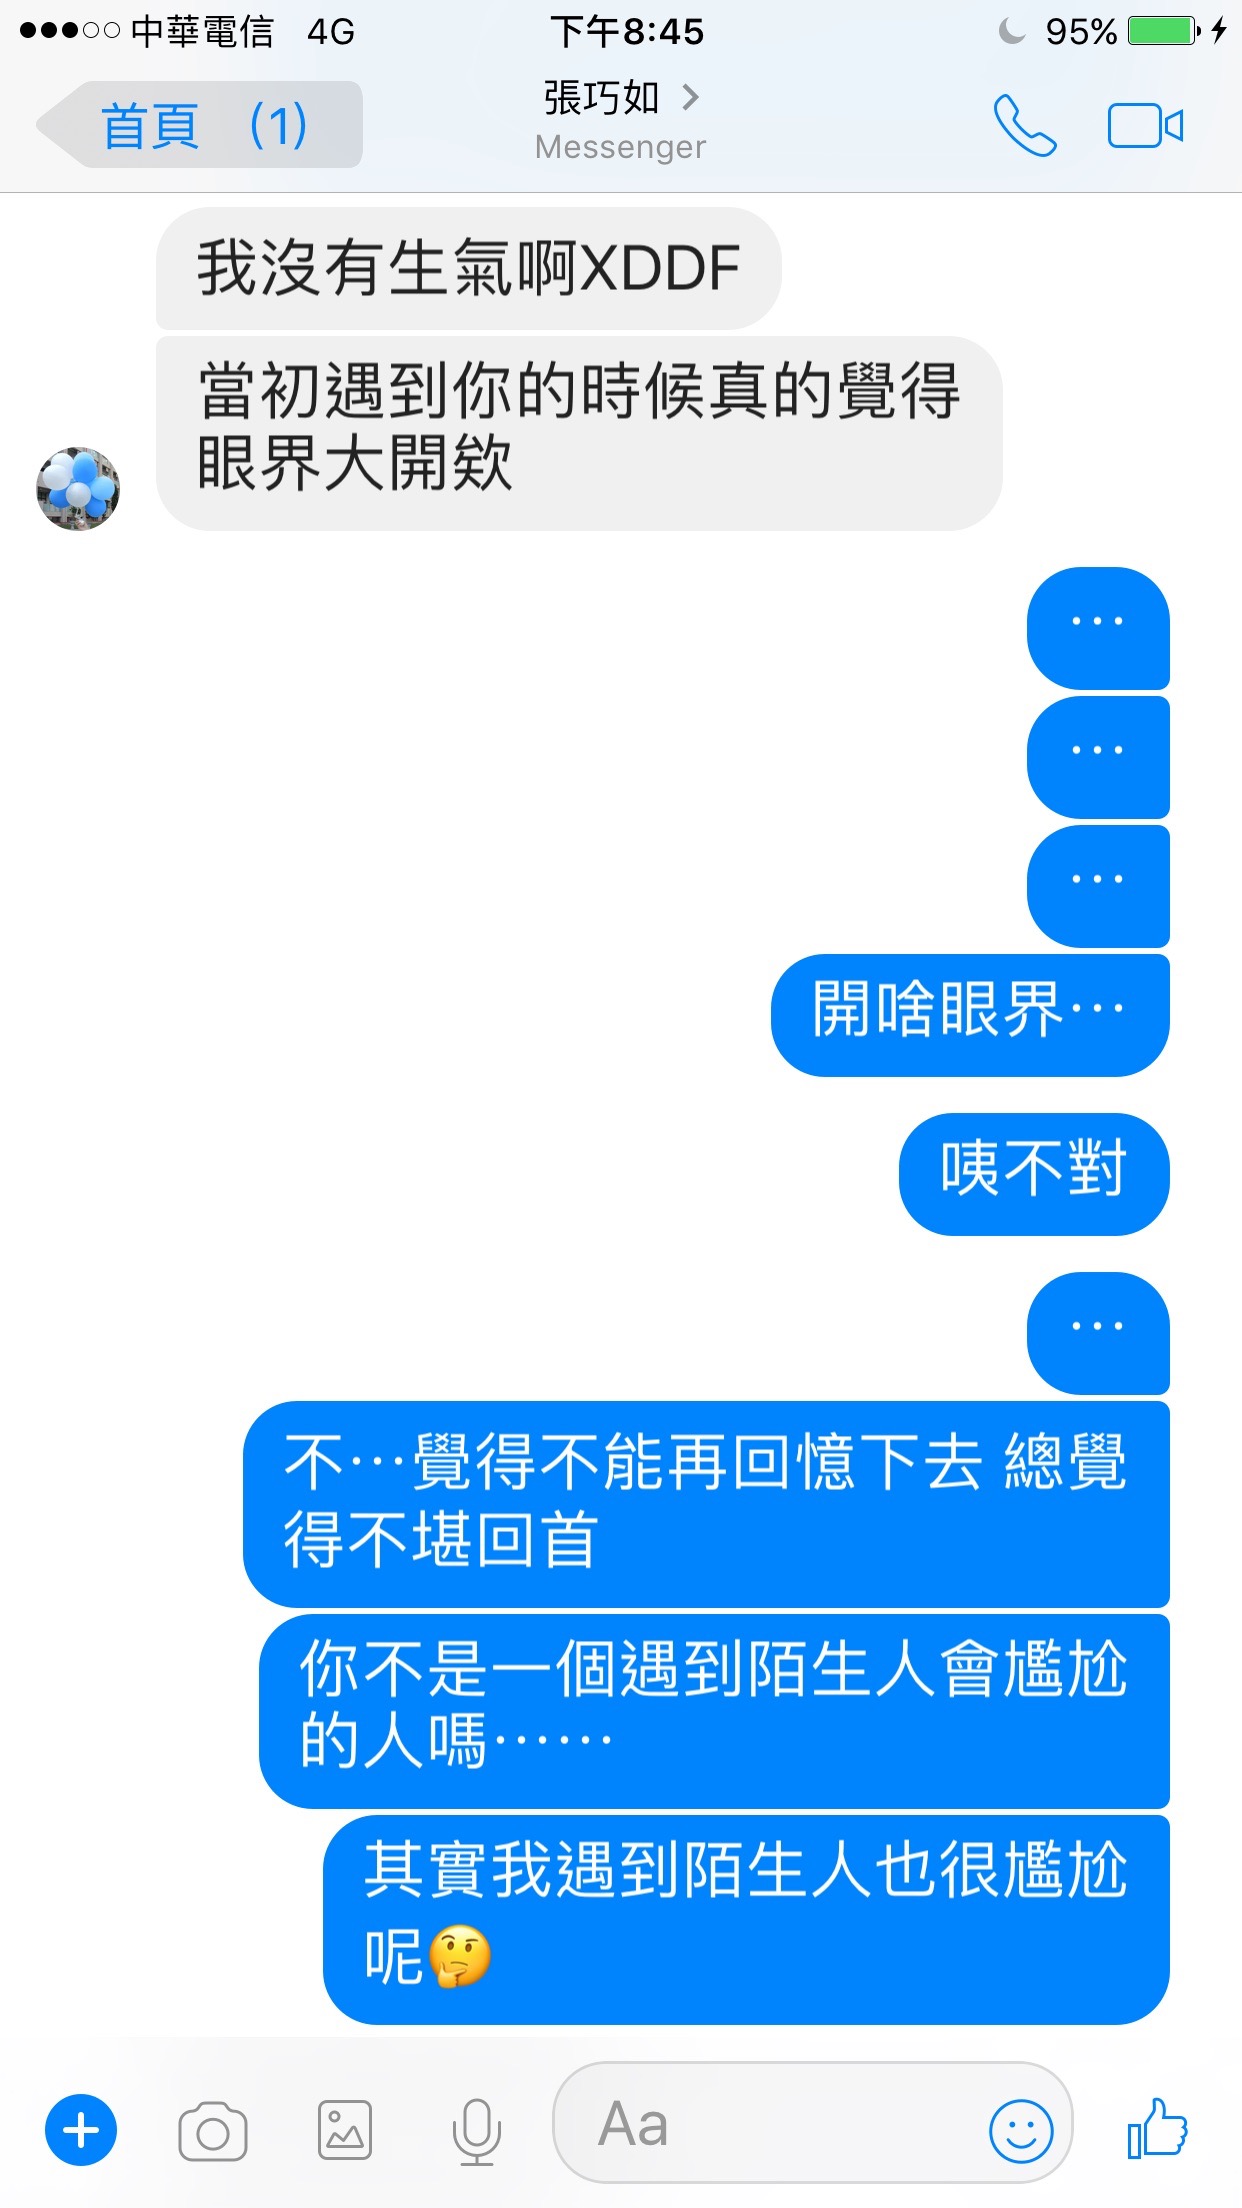 中華電信 4G 下午8:45 95%
首頁 (1) 張巧如
Messenger
我沒有生氣啊XDDF
當初遇到你的時候真的覺得
眼界大開欸
⋯
⋯
⋯
開啥眼界⋯
咦不對
⋯
不⋯覺得不能再回憶下去 總覺
得不堪回首
你不是一個遇到陌生人會尷尬
的人嗎⋯⋯
其實我遇到陌生人也很尷尬
呢🤔
Aa